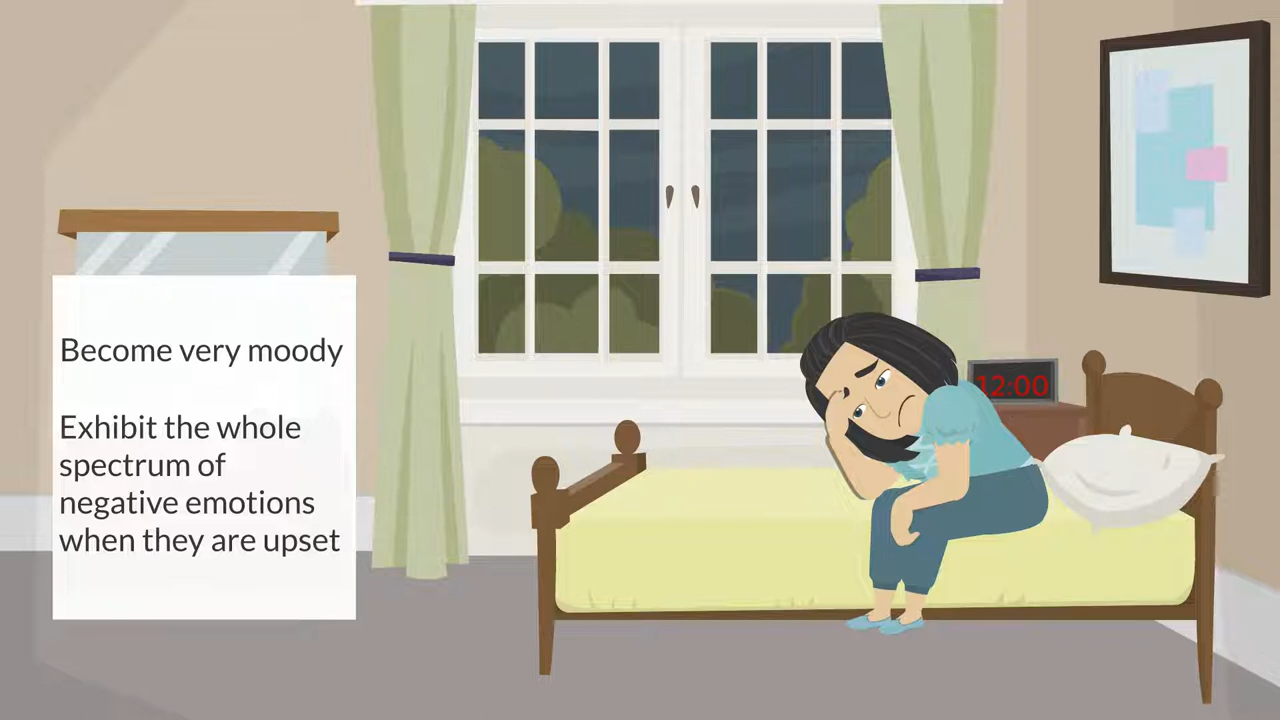 Become very moody
Exhibit the whole
spectrum of
negative emotions
when they are upset
12:00